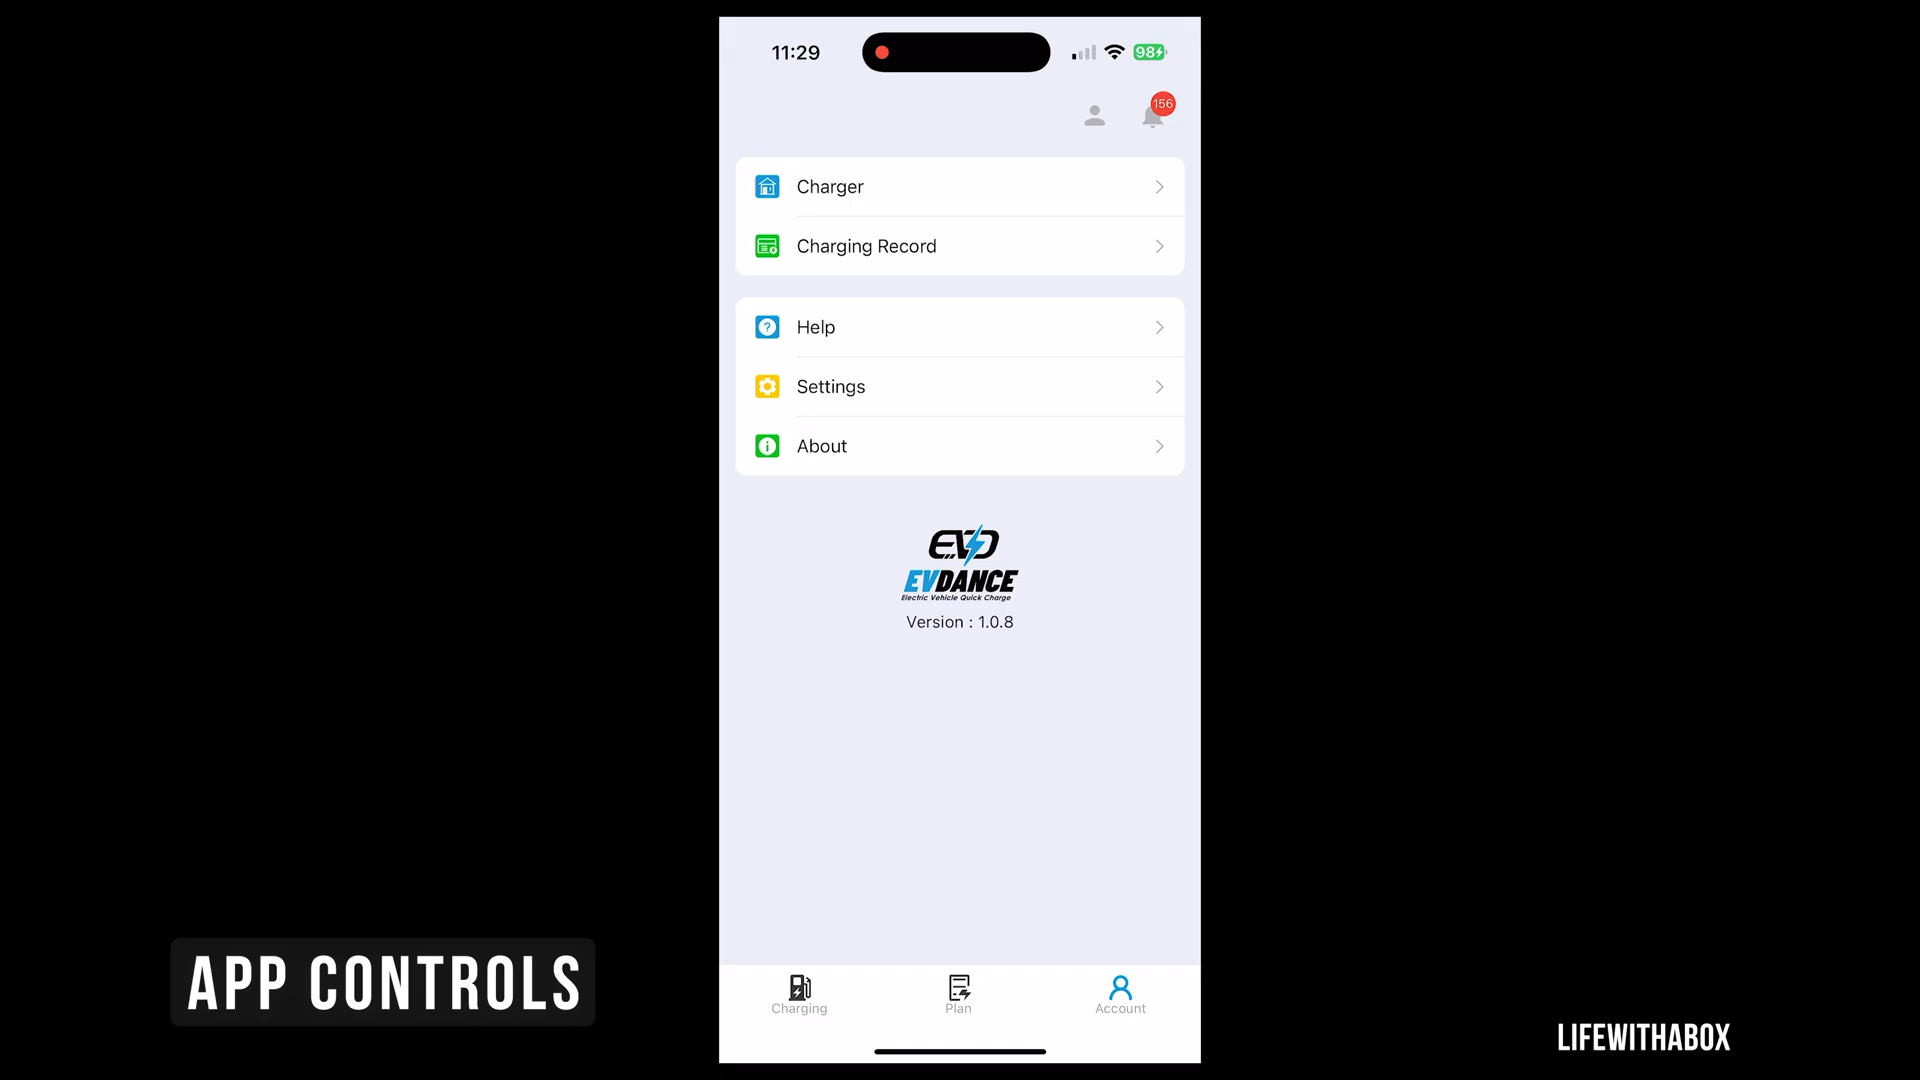 11:29
98
156
Charger
Charging Record
Help
Settings
About
EVD
EVDANCE
Electric Vehicle Quick Charge
Version : 1.0.8
APP CONTROLS
Charging
Plan
Account
LIFEWITHABOX